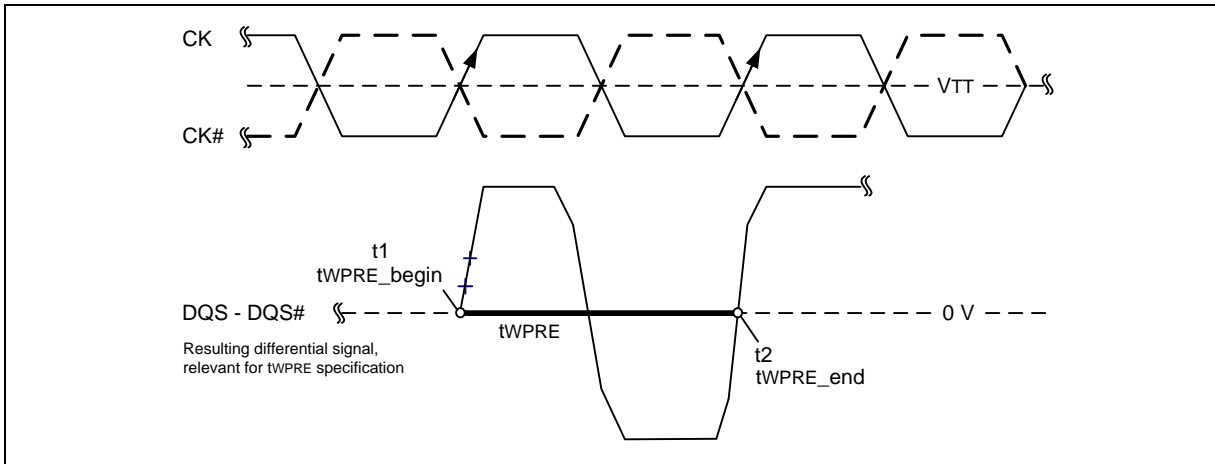 CK
VTT
CK#
t1
tWPRE_begin
DQS - DQS#
0 V
tWPRE
Resulting differential signal,
relevant for tWPRE specification
t2
tWPRE_end